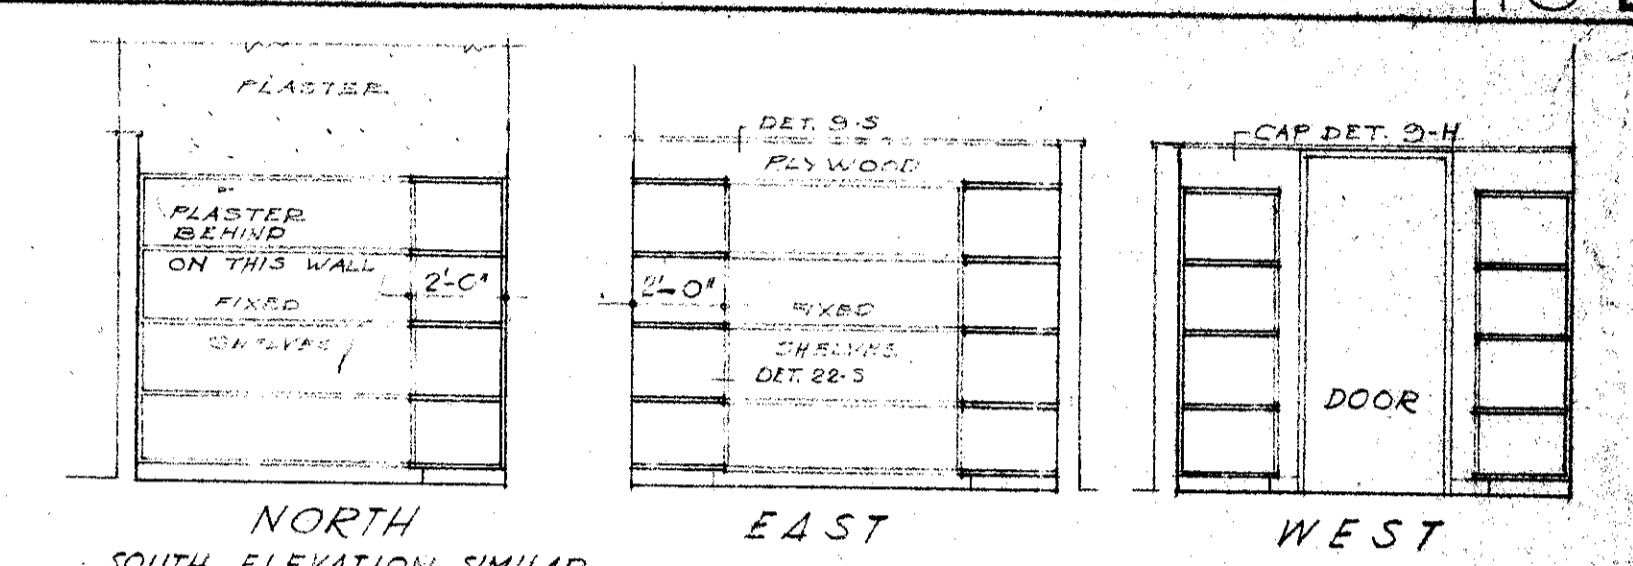 PLASTER
PLASTER
BEHIND
ON THIS WALL
2'-0"
FIXED
SHELVES
NORTH
SOUTH ELEVATION SIMILAR
DET. 9-S
PLYWOOD
2'-0"
FIXED
SHELVES
DET. 22-S
EAST
CAP DET. 9-H
DOOR
WEST